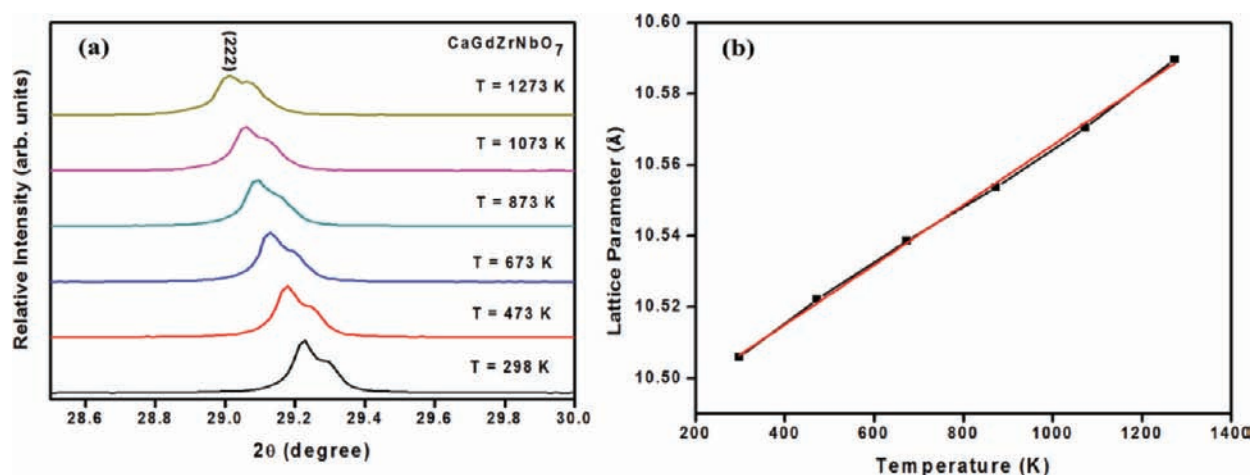 (a)
(222)
CaGdZrNbO7
T = 1273 K
T = 1073 K
T = 873 K
T = 673 K
T = 473 K
T = 298 K
Relative Intensity (arb. units)
28.6 28.8 29.0 29.2 29.4 29.6 29.8 30.0
2θ (degree)
(b)
Lattice Parameter (Å)
10.60
10.58
10.56
10.54
10.52
10.50
200 400 600 800 1000 1200 1400
Temperature (K)